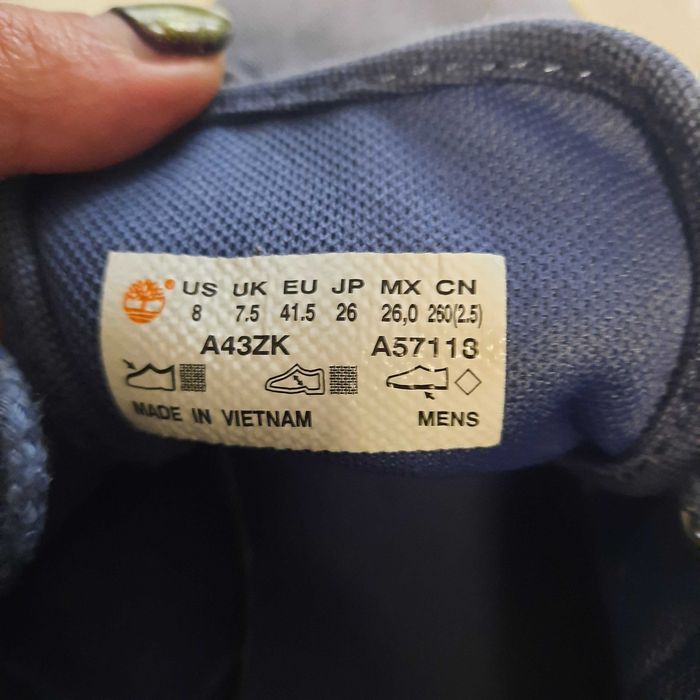 US UK EU JP MX CN
8 7.5 41.5 26 26,0 260(2.5)
A43ZK A57113
MADE IN VIETNAM MENS